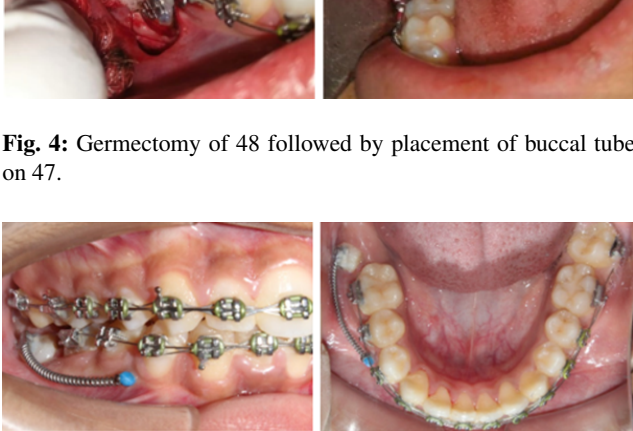 Fig. 4: Germectomy of 48 followed by placement of buccal tube
on 47.